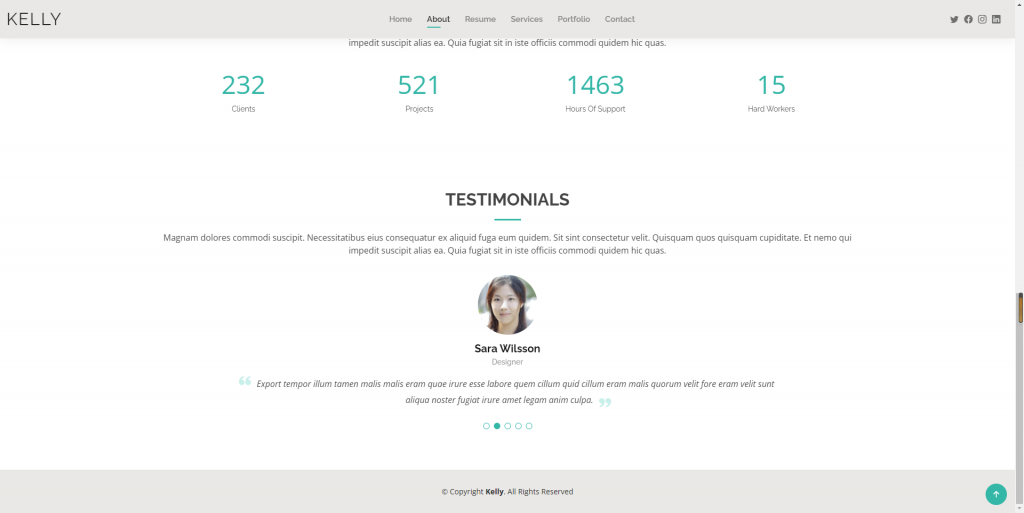 KELLY
Home About Resume Services Portfolio Contact
impedit suscipit alias ea. Quia fugiat sit in iste officiis commodi quidem hic quas.
232 521 1463 15
Clients Projects Hours Of Support Hard Workers
TESTIMONIALS
Magnam dolores commodi suscipit. Necessitatibus eius consequatur ex aliquid fuga eum quidem. Sit sint consectetur velit. Quisquam quos quisquam cupiditate. Et nemo qui
impedit suscipit alias ea. Quia fugiat sit in iste officiis commodi quidem hic quas.
Sara Wilsson
Designer
“ Export tempor illum tamen malis malis eram quae irure esse labore quem cillum quid cillum eram malis quorum velit fore eram velit sunt
aliqua noster fugiat irure amet legam anim culpa. ”
© Copyright Kelly. All Rights Reserved